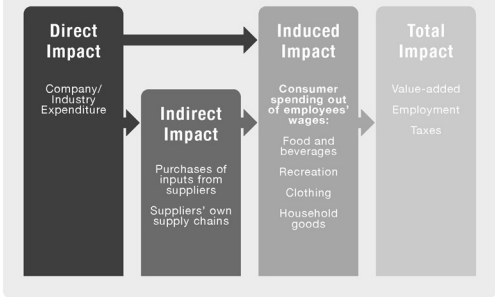 Direct
Impact
Company/
Industry
Expenditure
Indirect
Impact
Purchases of
inputs from
suppliers
Suppliers' own
supply chains
Induced
Impact
Consumer
spending out
of employees'
wages:
Food and
beverages
Recreation
Clothing
Household
goods
Total
Impact
Value-added
Employment
Taxes